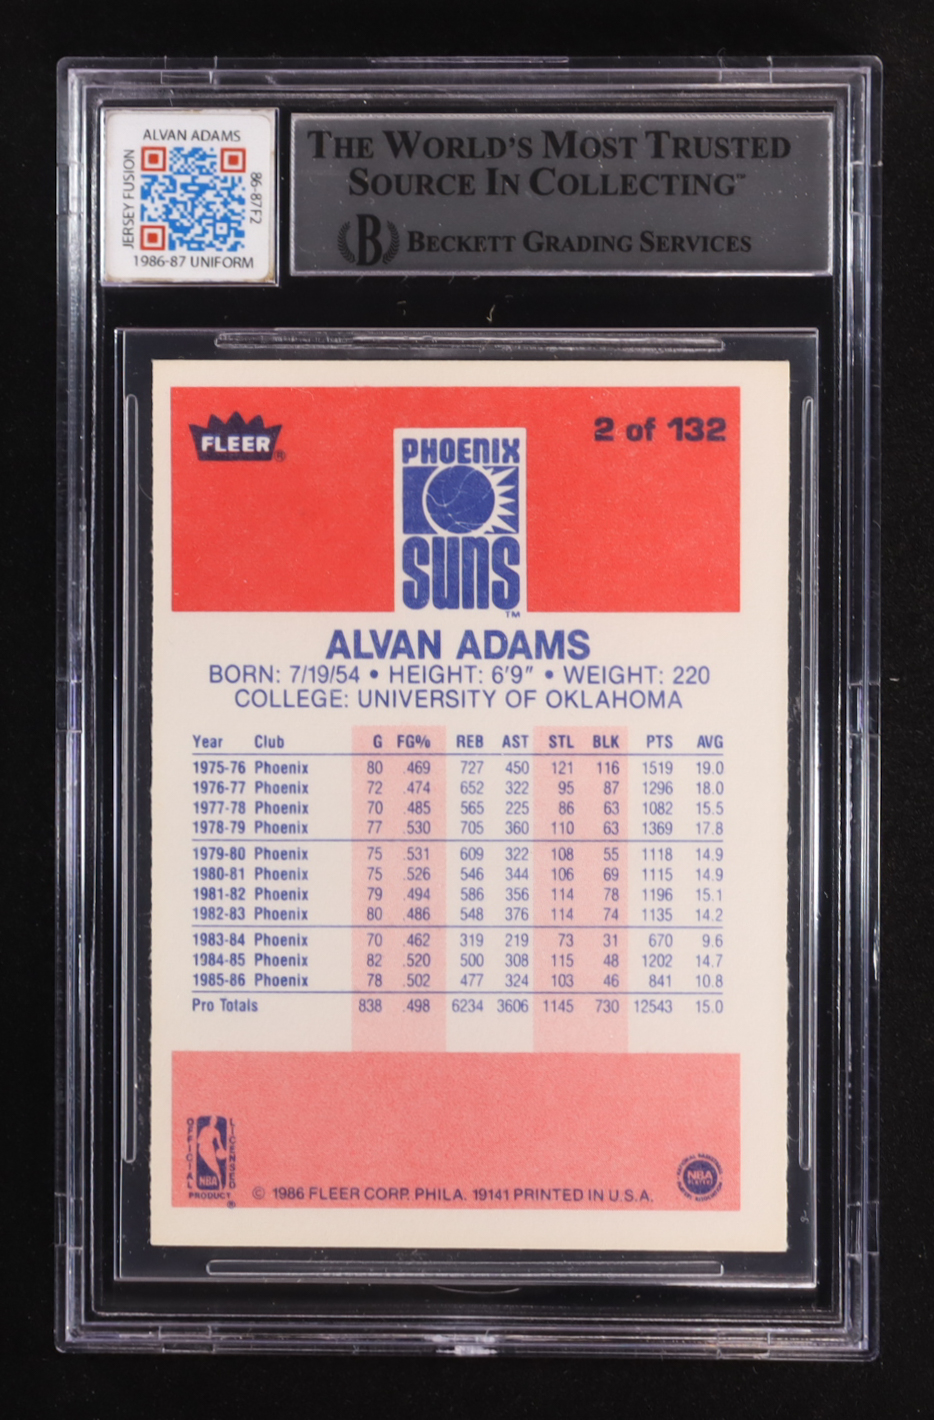 ALVAN ADAMS
JERSEY FUSION
86-87F2
1986-87 UNIFORM
THE WORLD'S MOST TRUSTED
SOURCE IN COLLECTING™
B BECKETT GRADING SERVICES
FLEER®
2 of 132
PHOENIX
SUNS
TM
ALVAN ADAMS
BORN: 7/19/54 • HEIGHT: 6'9" • WEIGHT: 220
COLLEGE: UNIVERSITY OF OKLAHOMA
Year Club G FG% REB AST STL BLK PTS AVG
1975-76 Phoenix 80 .469 727 450 121 116 1519 19.0
1976-77 Phoenix 72 .474 652 322 95 87 1296 18.0
1977-78 Phoenix 70 .485 565 225 86 63 1082 15.5
1978-79 Phoenix 77 .530 705 360 110 63 1369 17.8
1979-80 Phoenix 75 .531 609 322 108 55 1118 14.9
1980-81 Phoenix 75 .526 546 344 106 69 1115 14.9
1981-82 Phoenix 79 .494 586 356 114 78 1196 15.1
1982-83 Phoenix 80 .486 548 376 114 74 1135 14.2
1983-84 Phoenix 70 .462 319 219 73 31 670 9.6
1984-85 Phoenix 82 .520 500 308 115 48 1202 14.7
1985-86 Phoenix 78 .502 477 324 103 46 841 10.8
Pro Totals 838 .498 6234 3606 1145 730 12543 15.0
OFFICIAL
LICENSED
NBA
PRODUCT ®
© 1986 FLEER CORP. PHILA. 19141 PRINTED IN U.S.A.
NATIONAL BASKETBALL
NBA
PLAYERS
ASSOCIATION